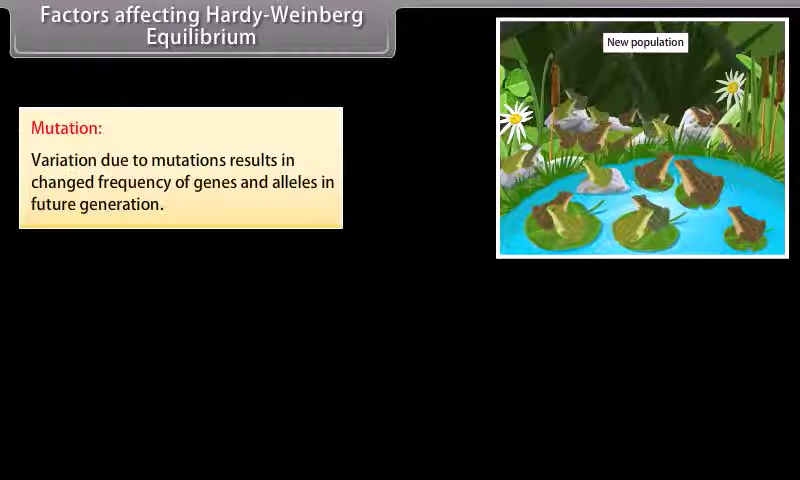 Factors affecting Hardy-Weinberg
Equilibrium
New population
Mutation:
Variation due to mutations results in
changed frequency of genes and alleles in
future generation.